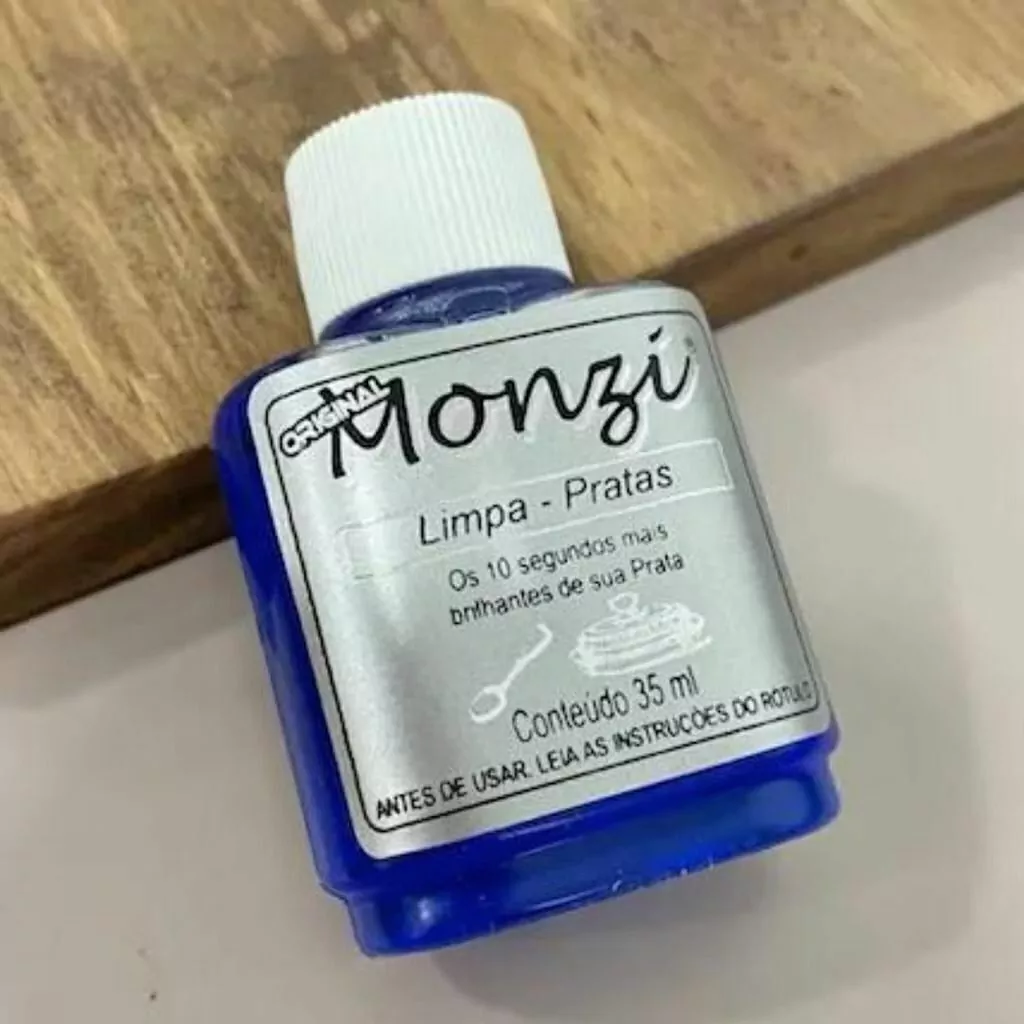 ORIGINAL
Monzi®
Limpa - Pratas
Os 10 segundos mais
brilhantes de sua Prata
Conteúdo 35 ml
ANTES DE USAR. LEIA AS INSTRUÇÕES DO ROTULO